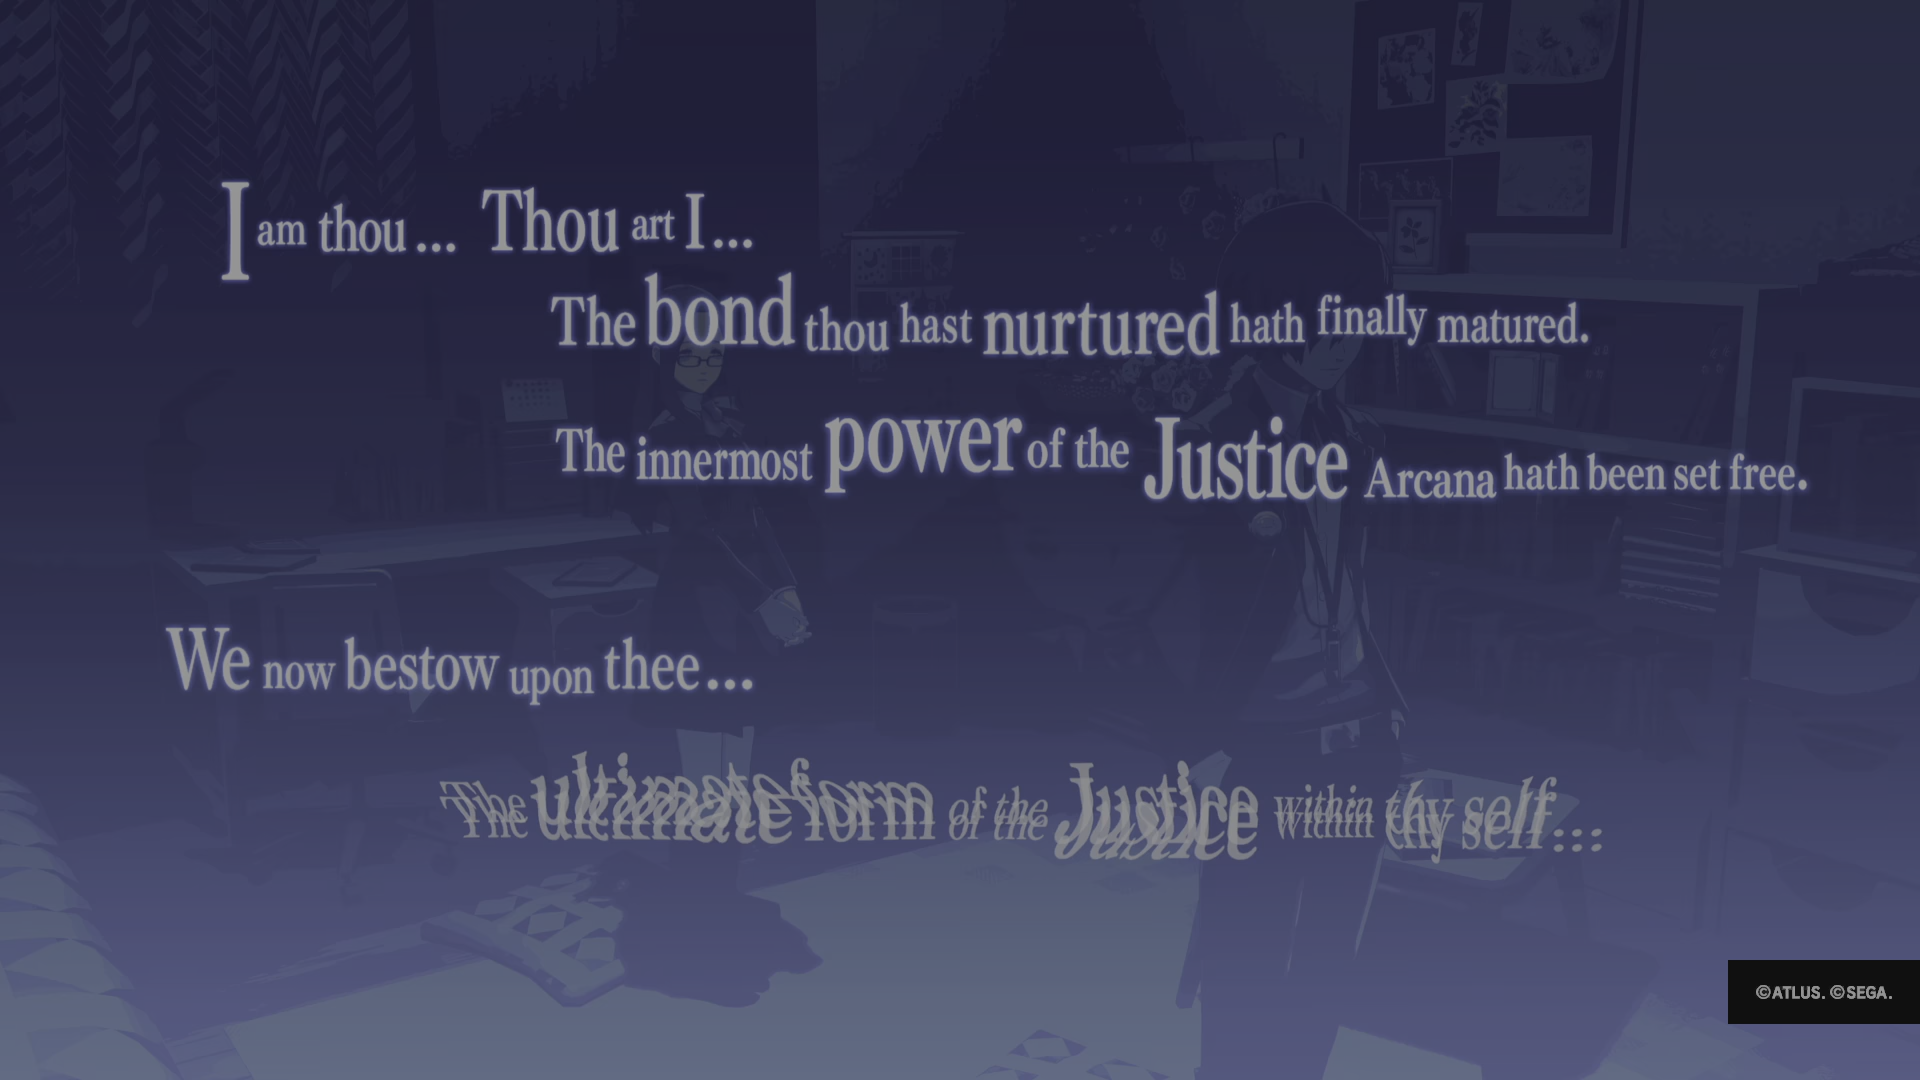 I am thou... Thou art I...
The bond thou hast nurtured hath finally matured.
The innermost power of the Justice Arcana hath been set free.
We now bestow upon thee...
The ultimate form of the Justice within thy self...
©ATLUS. ©SEGA.